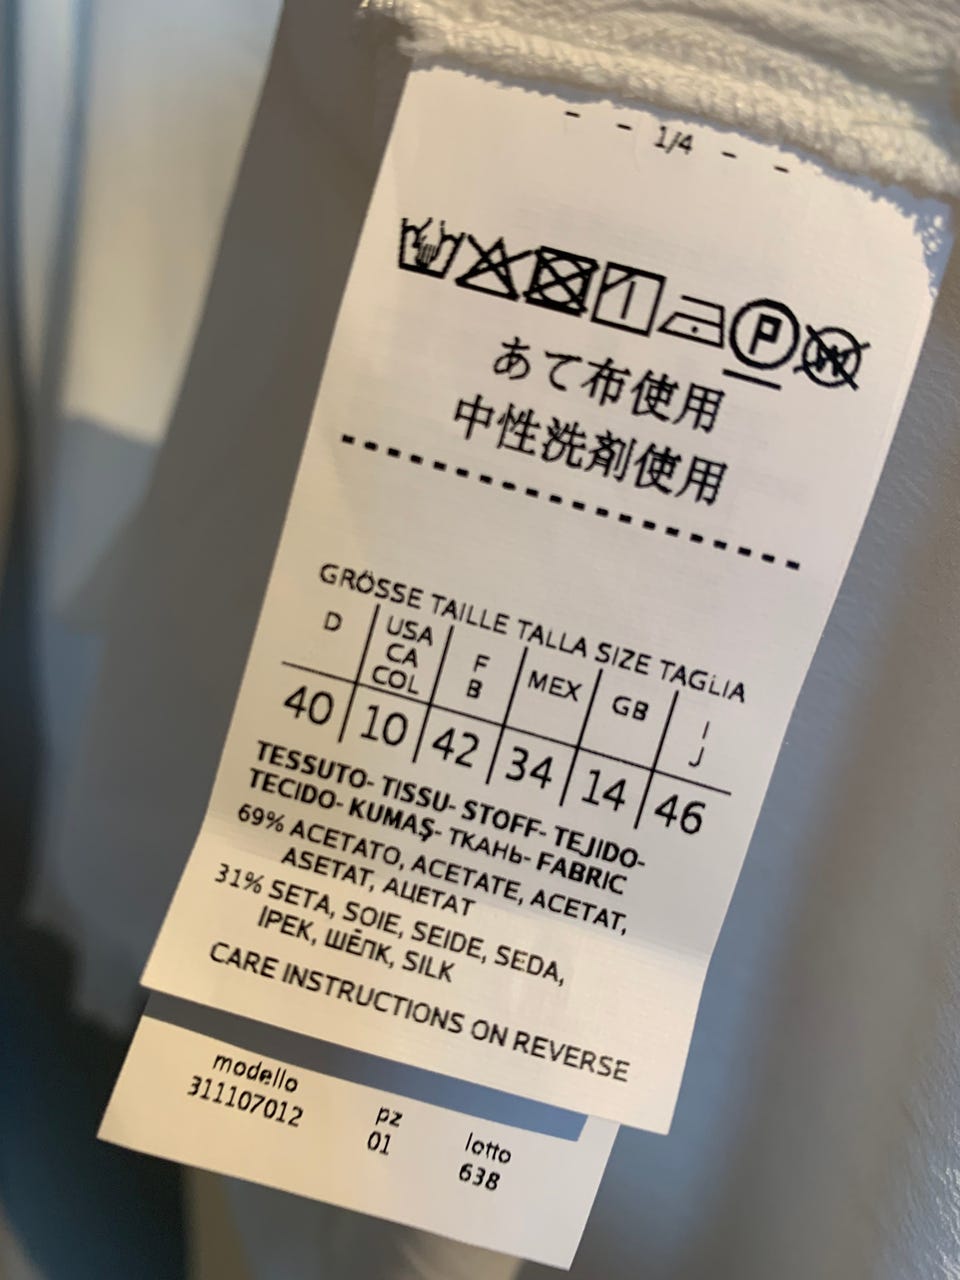 - - 1/4 - -
P W
あて布使用
中性洗剤使用
GRÖSSE TAILLE TALLA SIZE TAGLIA
D USA CA COL F B MEX GB I J
40 10 42 34 14 46
TESSUTO- TISSU- STOFF- TEJIDO-
TECIDO- KUMAŞ- ТКАНЬ- FABRIC
69% ACETATO, ACETATE, ACETAT,
ASETAT, АЦЕТАТ
31% SETA, SOIE, SEIDE, SEDA,
IPEK, ШЁЛК, SILK
CARE INSTRUCTIONS ON REVERSE
modello pz lotto
311107012 01 638